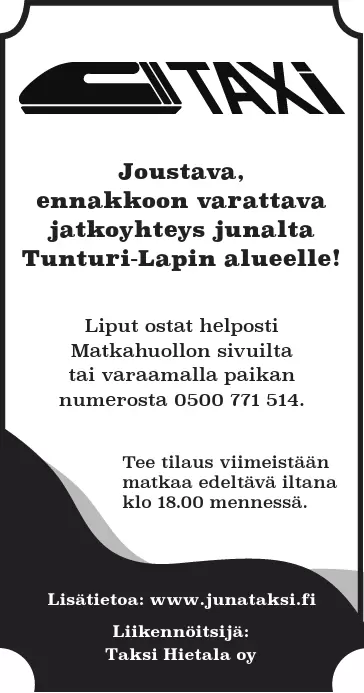 TAXi
Joustava,
ennakkoon varattava
jatkoyhteys junalta
Tunturi-Lapin alueelle!
Liput ostat helposti
Matkahuollon sivuilta
tai varaamalla paikan
numerosta 0500 771 514.
Tee tilaus viimeistään
matkaa edeltävä iltana
klo 18.00 mennessä.
Lisätietoa: www.junataksi.fi
Liikennöitsijä:
Taksi Hietala oy